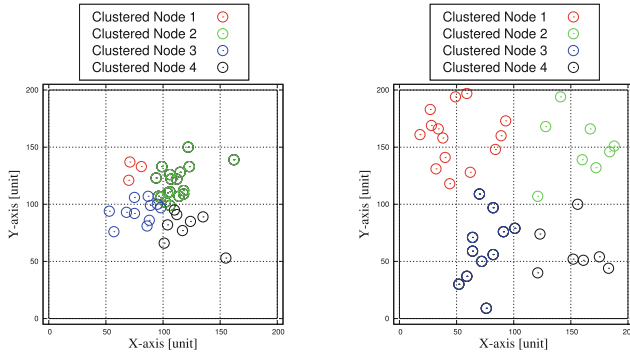 Clustered Node 1
Clustered Node 2
Clustered Node 3
Clustered Node 4
200
150
100
50
0
0
50
100
150
200
Y-axis [unit]
X-axis [unit]
Clustered Node 1
Clustered Node 2
Clustered Node 3
Clustered Node 4
200
150
100
50
0
0
50
100
150
200
Y-axis [unit]
X-axis [unit]